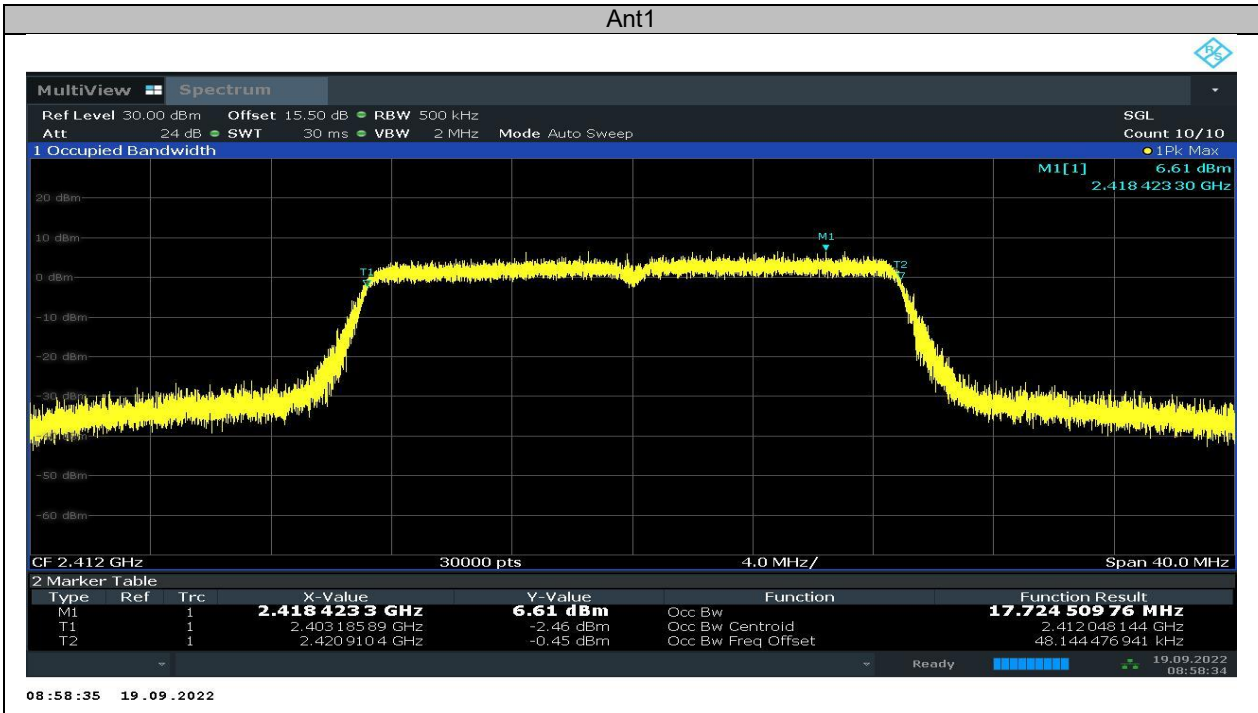 Ant1
R/S
MultiView Spectrum
Ref Level 30.00 dBm Offset 15.50 dB RBW 500 kHz SGL
Att 24 dB SWT 30 ms VBW 2 MHz Mode Auto Sweep Count 10/10
1 Occupied Bandwidth 1Pk Max
M1[1] 6.61 dBm
2.418 423 30 GHz
20 dBm
10 dBm
M1
T1
T2
0 dBm
-10 dBm
-20 dBm
-30 dBm
-50 dBm
-60 dBm
CF 2.412 GHz 30000 pts 4.0 MHz/ Span 40.0 MHz
2 Marker Table
Type Ref Trc X-Value Y-Value Function Function Result
M1 1 2.418 423 3 GHz 6.61 dBm Occ Bw 17.724 509 76 MHz
T1 1 2.403 185 89 GHz -2.46 dBm Occ Bw Centroid 2.412 048 144 GHz
T2 1 2.420 910 4 GHz -0.45 dBm Occ Bw Freq Offset 48.144 476 941 kHz
Ready 19.09.2022
08:58:34
08:58:35 19.09.2022